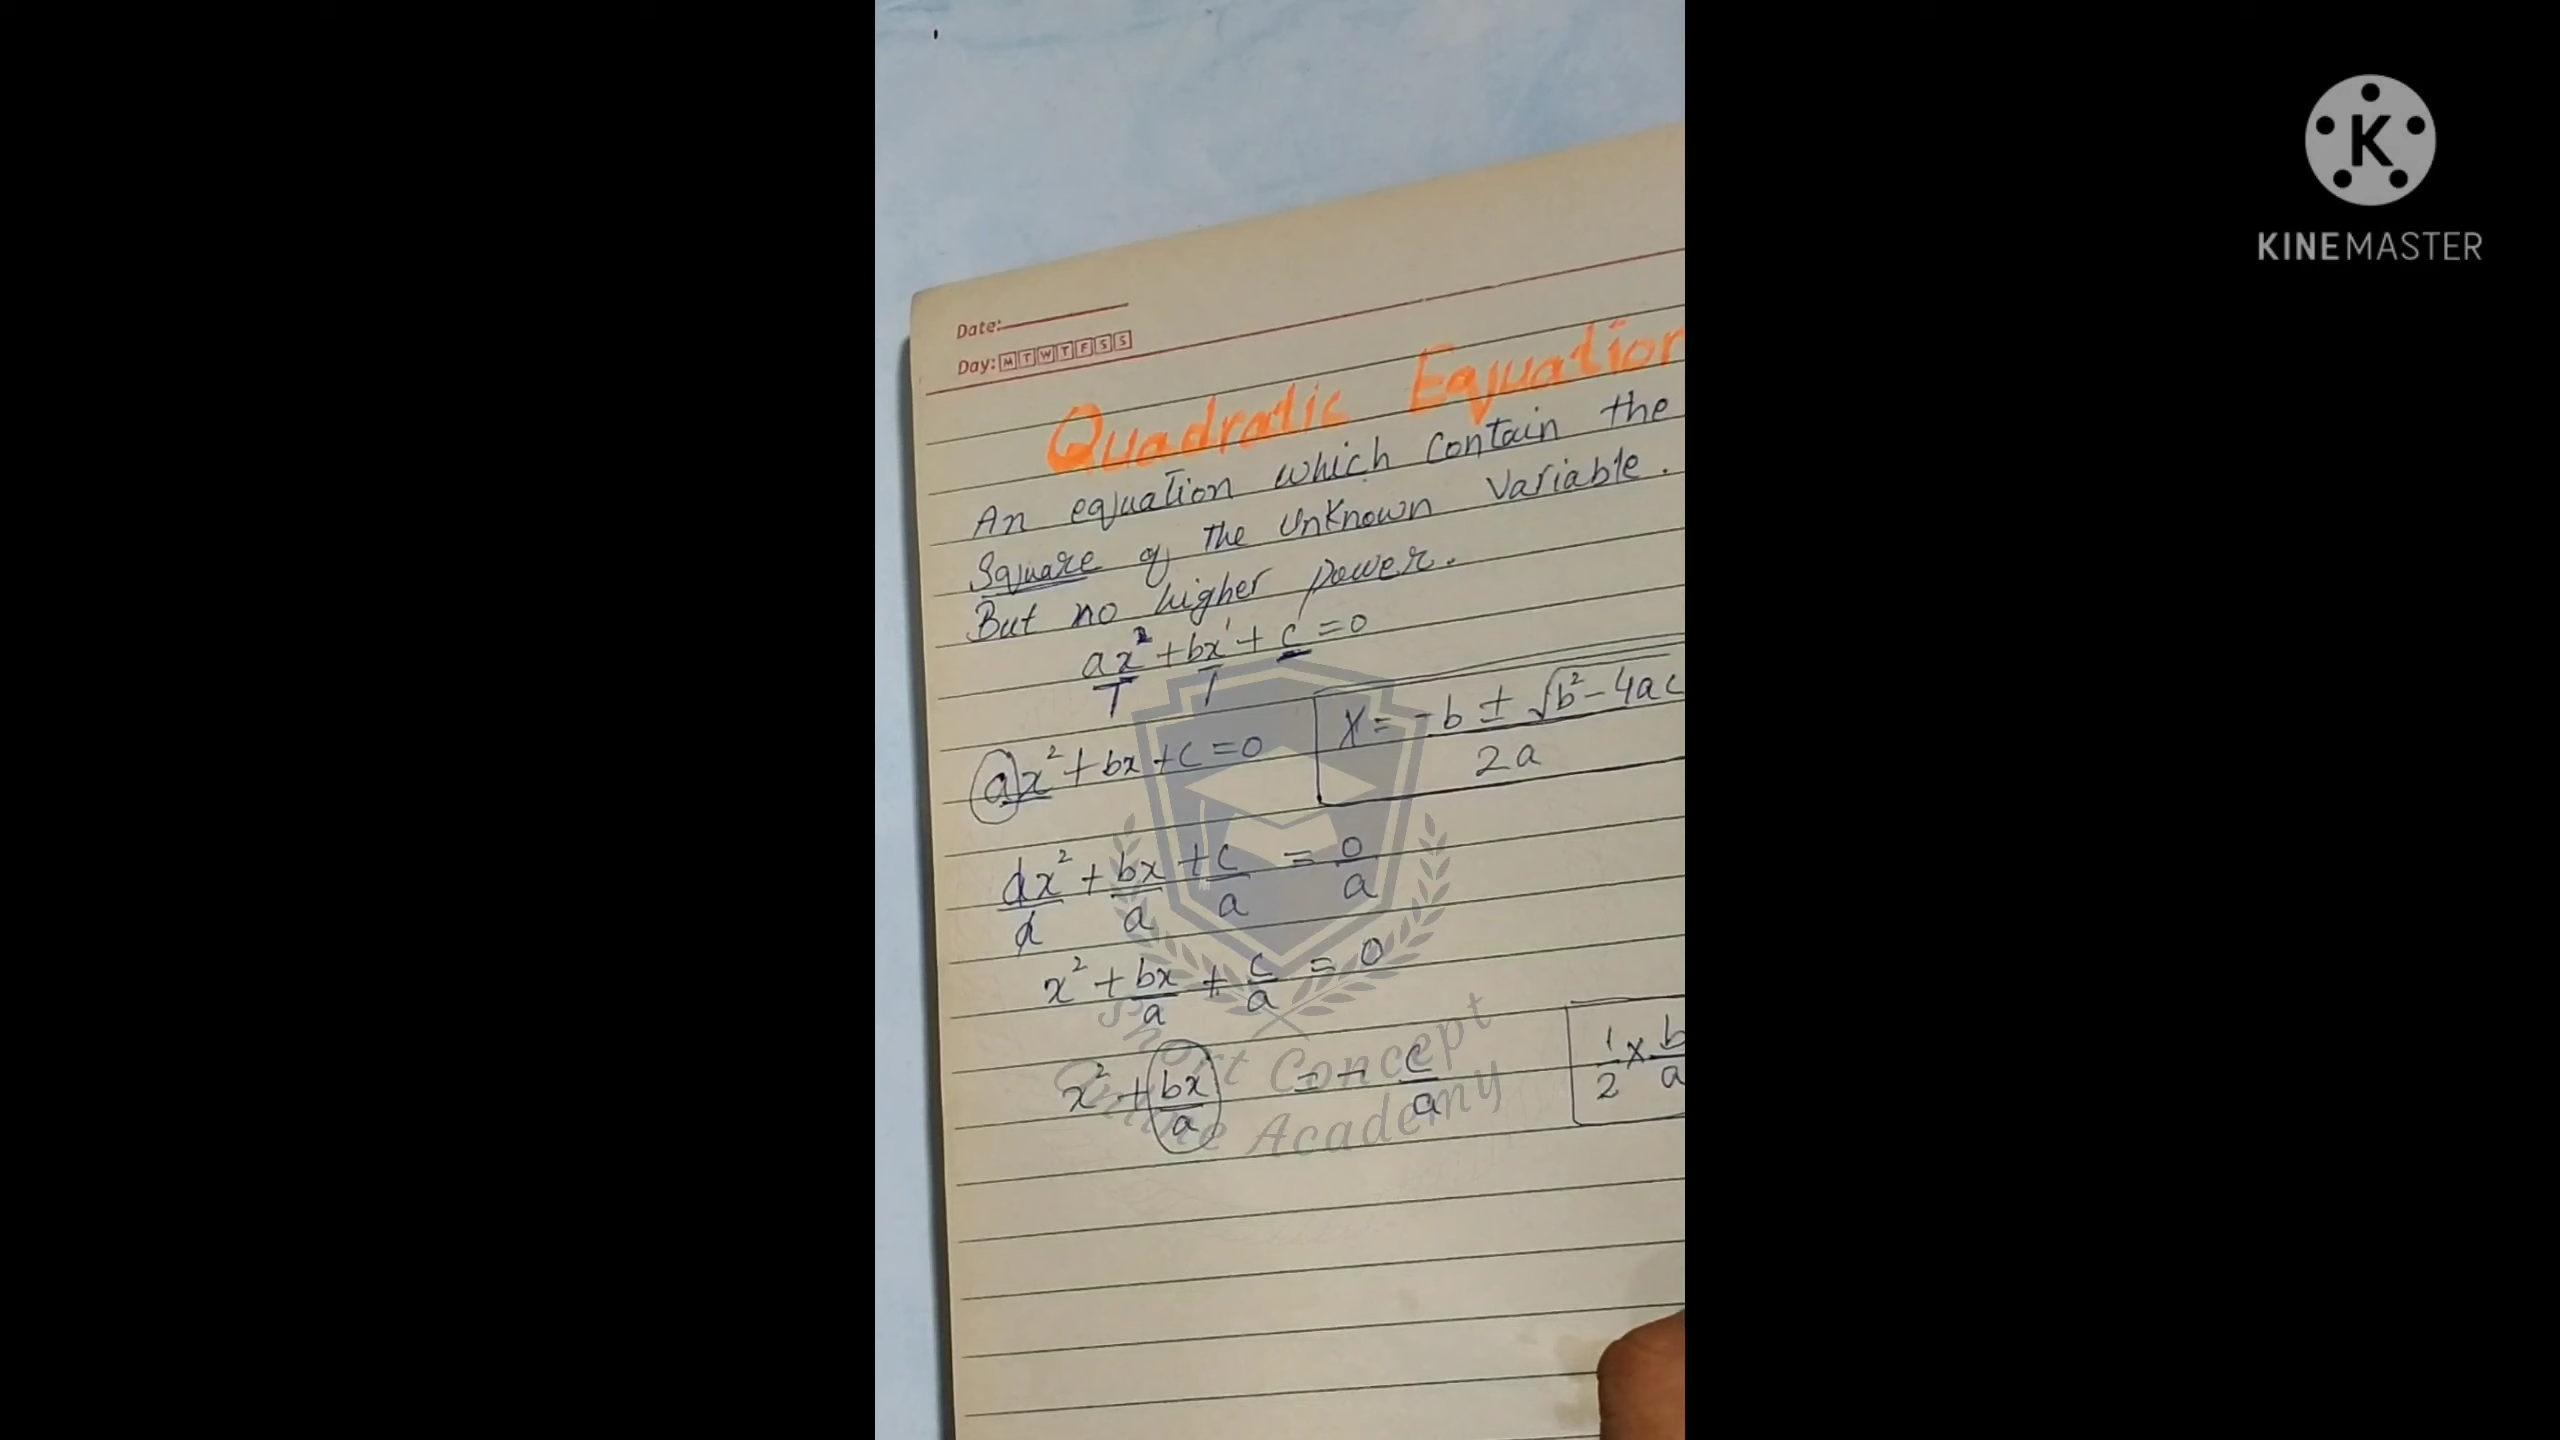 K
KINEMASTER
Date:
Day: M T W T F S S
Quadratic Equation
An equation which contain the
Square of the unknown variable.
But no higher power.
ax² + bx¹ + c = 0
ax² + bx + c = 0
x = -b ± √b² - 4ac / 2a
ax²/a + bx/a + c/a = 0/a
x² + bx/a + c/a = 0
x² + bx/a = - c/a
1/2 × b/a
Short Concept
Online Academy